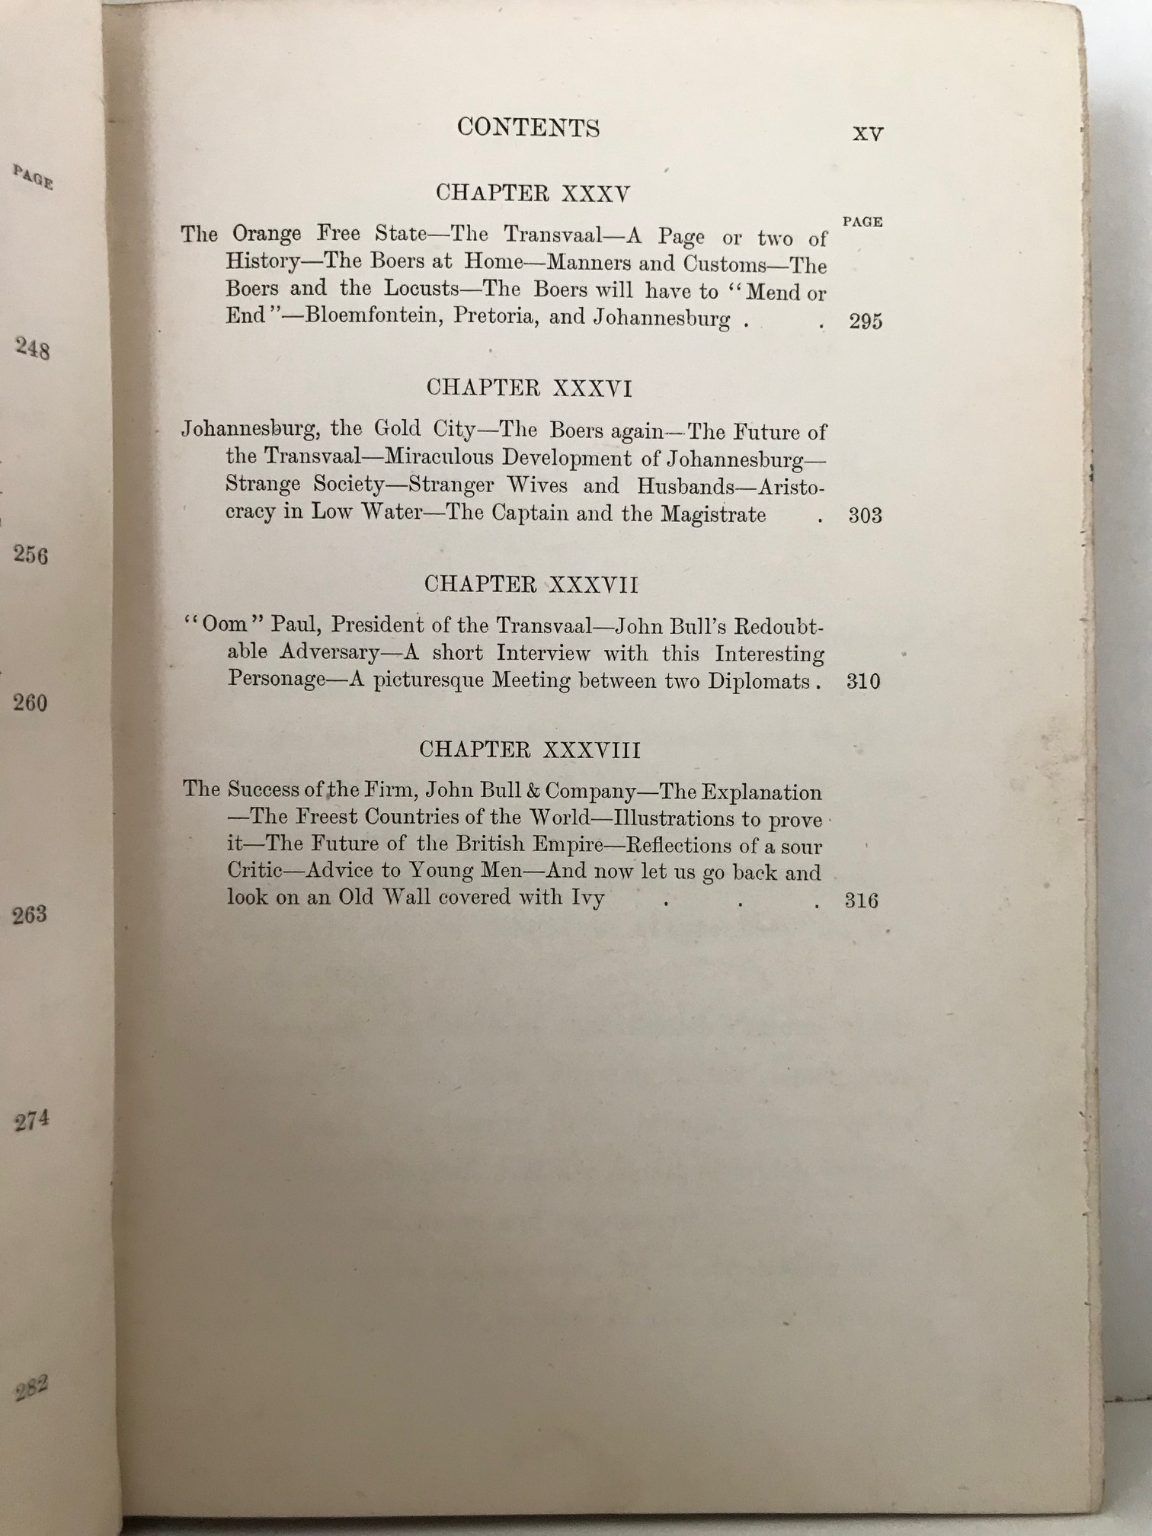 PAGE
248
256
260
263
274
282
CONTENTS
XV
CHAPTER XXXV
PAGE
The Orange Free State—The Transvaal—A Page or two of
History—The Boers at Home—Manners and Customs—The
Boers and the Locusts—The Boers will have to "Mend or
End"—Bloemfontein, Pretoria, and Johannesburg . . 295
CHAPTER XXXVI
Johannesburg, the Gold City—The Boers again—The Future of
the Transvaal—Miraculous Development of Johannesburg—
Strange Society—Stranger Wives and Husbands—Aristo-
cracy in Low Water—The Captain and the Magistrate . 303
CHAPTER XXXVII
"Oom" Paul, President of the Transvaal—John Bull's Redoubt-
able Adversary—A short Interview with this Interesting
Personage—A picturesque Meeting between two Diplomats . 310
CHAPTER XXXVIII
The Success of the Firm, John Bull & Company—The Explanation
—The Freest Countries of the World—Illustrations to prove
it—The Future of the British Empire—Reflections of a sour
Critic—Advice to Young Men—And now let us go back and
look on an Old Wall covered with Ivy . . . 316